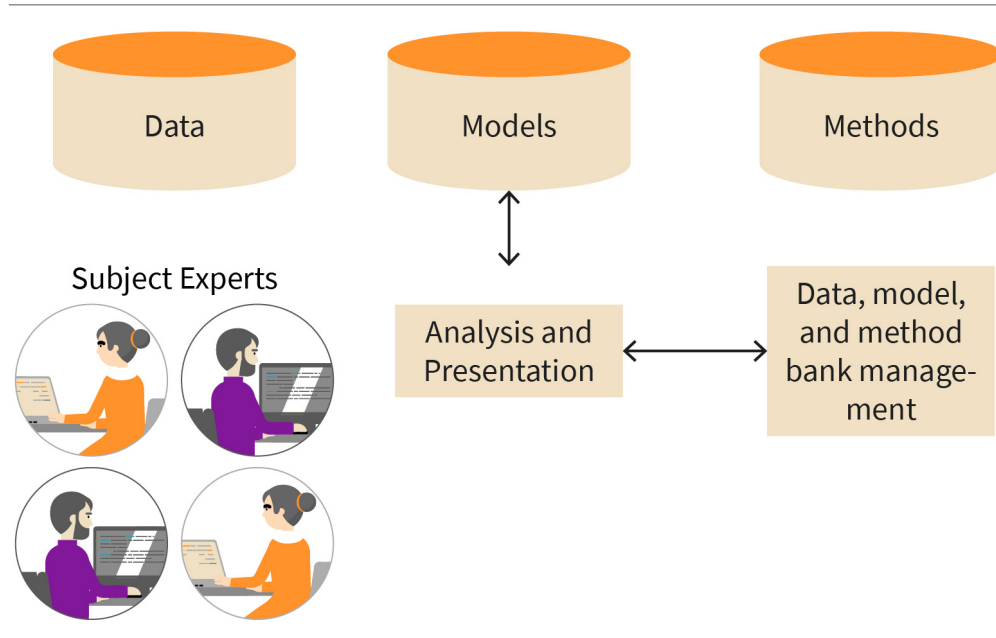 Data
Models
Methods
Subject Experts
Analysis and
Presentation
Data, model,
and method
bank manage-
ment